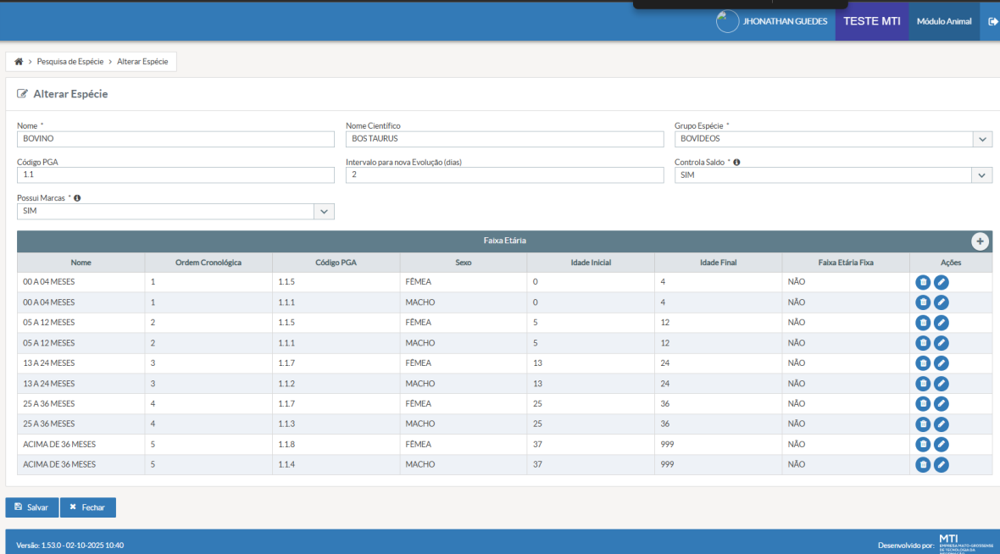 JHONATHAN GUEDES TESTE MTI Módulo Animal
> Pesquisa de Espécie > Alterar Espécie
Alterar Espécie
Nome * Nome Científico Grupo Espécie *
BOVINO BOS TAURUS BOVÍDEOS
Código PGA Intervalo para nova Evolução (dias) Controla Saldo *
1.1 2 SIM
Possui Marcas *
SIM
Faixa Etária
Nome Ordem Cronológica Código PGA Sexo Idade Inicial Idade Final Faixa Etária Fixa Ações
00 A 04 MESES 1 1.1.5 FÊMEA 0 4 NÃO
00 A 04 MESES 1 1.1.1 MACHO 0 4 NÃO
05 A 12 MESES 2 1.1.5 FÊMEA 5 12 NÃO
05 A 12 MESES 2 1.1.1 MACHO 5 12 NÃO
13 A 24 MESES 3 1.1.7 FÊMEA 13 24 NÃO
13 A 24 MESES 3 1.1.2 MACHO 13 24 NÃO
25 A 36 MESES 4 1.1.7 FÊMEA 25 36 NÃO
25 A 36 MESES 4 1.1.3 MACHO 25 36 NÃO
ACIMA DE 36 MESES 5 1.1.8 FÊMEA 37 999 NÃO
ACIMA DE 36 MESES 5 1.1.4 MACHO 37 999 NÃO
Salvar Fechar
Versão: 1.53.0 - 02-10-2025 10:40 Desenvolvido por: MTI
EMPRESA MATO-GROSSENSE
DE TECNOLOGIA DA
INFORMAÇÃO